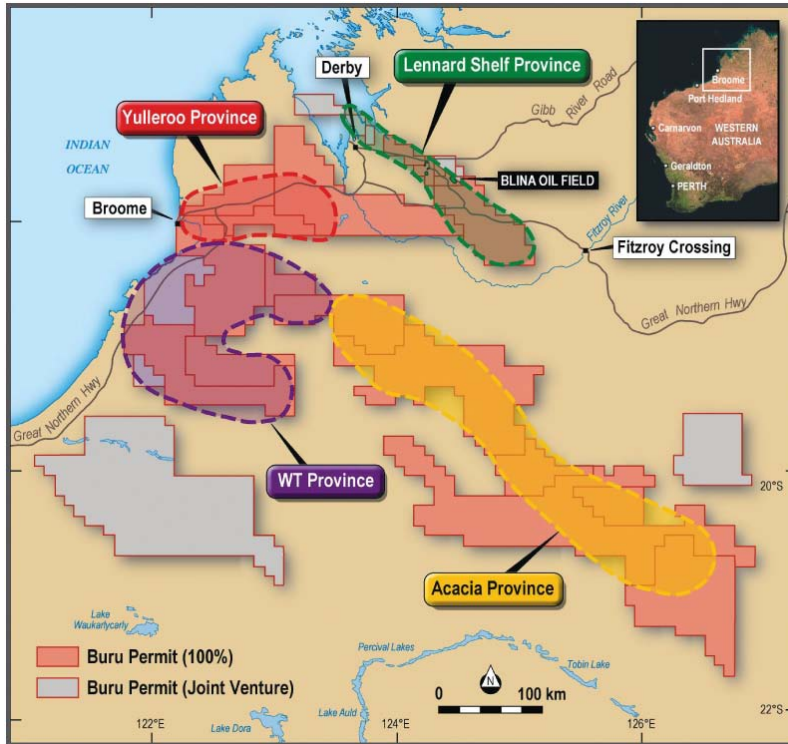 Derby
Lennard Shelf Province
Gibb River Road
Yulleroo Province
INDIAN
OCEAN
BLINA OIL FIELD
Broome
Fitzroy River
Fitzroy Crossing
Great Northern Hwy
Broome
Port Hedland
Carnarvon
WESTERN
AUSTRALIA
Geraldton
PERTH
Great Northern Hwy
WT Province
20°S
Acacia Province
Lake
Waukarlycarly
Percival Lakes
Tobin Lake
Buru Permit (100%)
Buru Permit (Joint Venture)
N
0 100 km
Lake Auld
Lake Dora
22°S
122°E
124°E
126°E